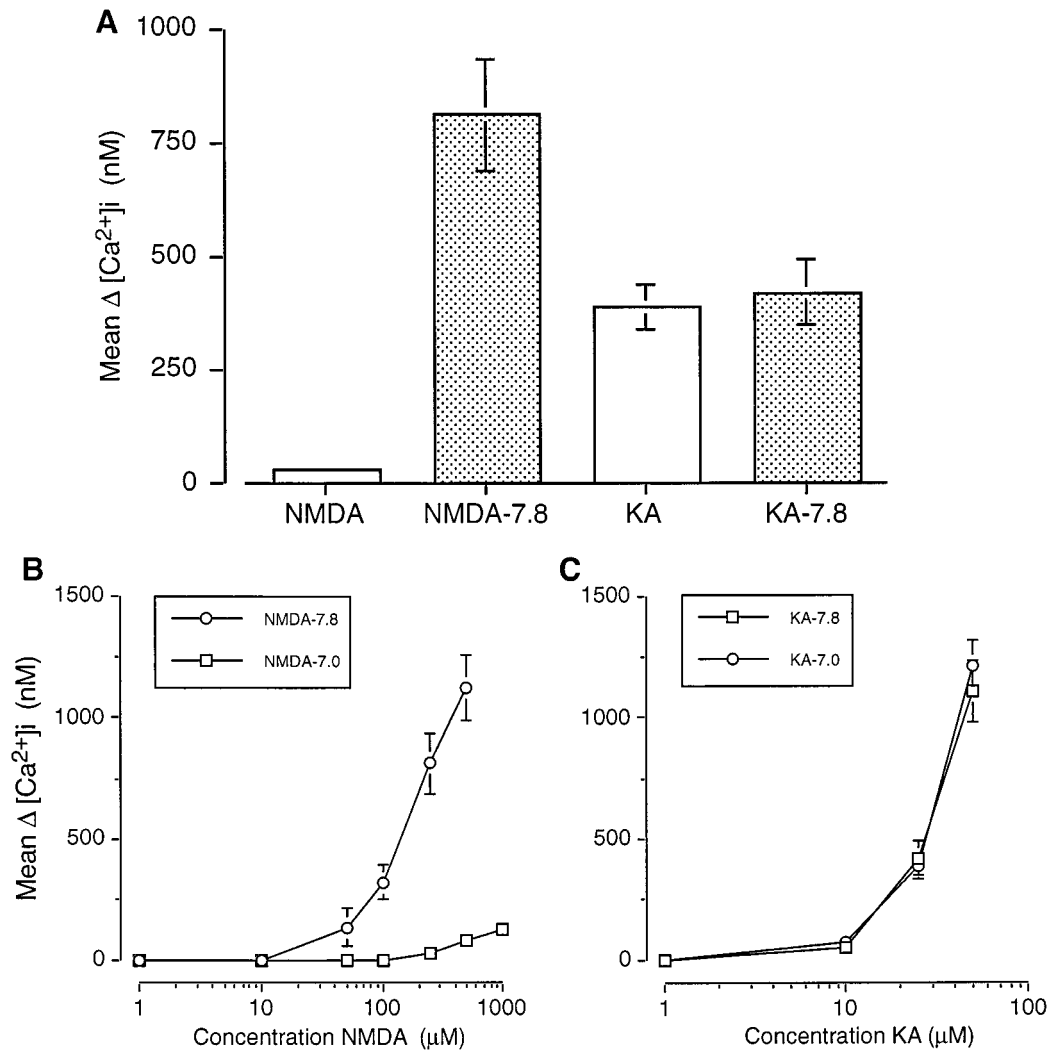 A
Mean Δ [Ca2+]i (nM)
1000
750
500
250
0
NMDA
NMDA-7.8
KA
KA-7.8
B
Mean Δ [Ca2+]i (nM)
1500
1000
500
0
NMDA-7.8
NMDA-7.0
1
10
100
1000
Concentration NMDA (μM)
C
1500
1000
500
0
KA-7.8
KA-7.0
1
10
100
Concentration KA (μM)